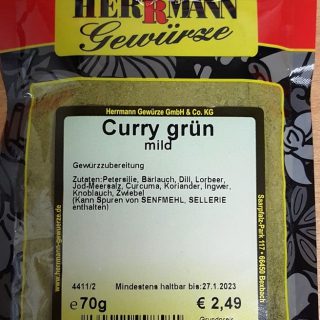 HERRMANN
Gewürze
Herrmann Gewürze GmbH & Co. KG
Curry grün
mild
Gewürzzubereitung
Zutaten:Petersilie, Bärlauch, Dill, Lorbeer,
Jod-Meersalz, Curcuma, Koriander, Ingwer,
Knoblauch, Zwiebel
(Kann Spuren von SENFMEHL, SELLERIE
enthalten)
4411/2 Mindestens haltbar bis:27.1.2023
e70g € 2,49
Grundpreis
www.herrmann-gewuerze.de
Saarpfalz-Park 117 · 66450 Bexbach